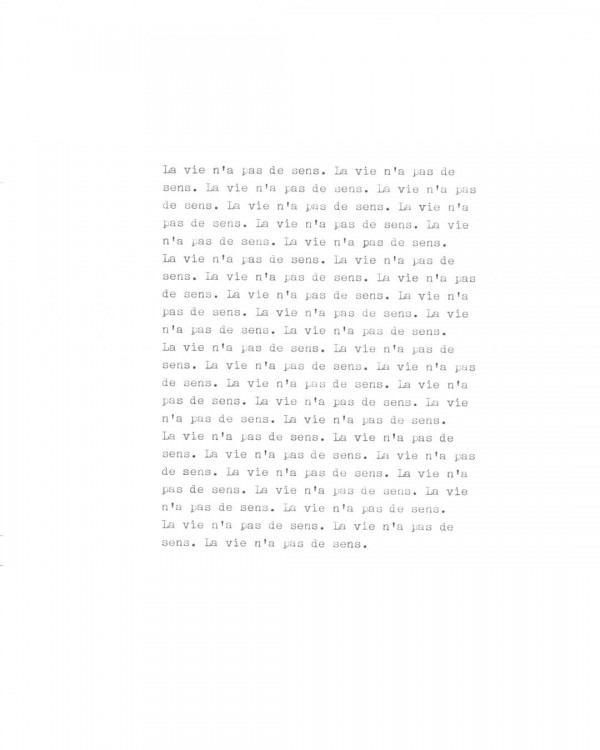 La vie n'a pas de sens. La vie n'a pas de
sens. La vie n'a pas de sens. La vie n'a pas
de sens. La vie n'a pas de sens. La vie n'a
pas de sens. La vie n'a pas de sens. La vie
n'a pas de sens. La vie n'a pas de sens.
La vie n'a pas de sens. La vie n'a pas de
sens. La vie n'a pas de sens. La vie n'a pas
de sens. La vie n'a pas de sens. La vie n'a
pas de sens. La vie n'a pas de sens. La vie
n'a pas de sens. La vie n'a pas de sens.
La vie n'a pas de sens. La vie n'a pas de
sens. La vie n'a pas de sens. La vie n'a pas
de sens. La vie n'a pas de sens. La vie n'a
pas de sens. La vie n'a pas de sens. La vie
n'a pas de sens. La vie n'a pas de sens.
La vie n'a pas de sens. La vie n'a pas de
sens. La vie n'a pas de sens. La vie n'a pas
de sens. La vie n'a pas de sens. La vie n'a
pas de sens. La vie n'a pas de sens. La vie
n'a pas de sens. La vie n'a pas de sens.
La vie n'a pas de sens. La vie n'a pas de
sens. La vie n'a pas de sens.